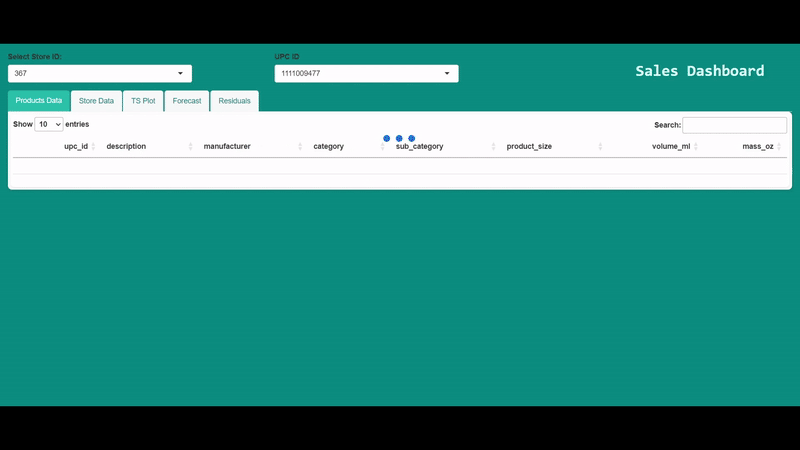 Select Store ID:
UPC ID
367
1111009477
Sales Dashboard
Products Data
Store Data
TS Plot
Forecast
Residuals
Show 10 entries
Search:
upc_id
description
manufacturer
category
sub_category
product_size
volume_ml
mass_oz